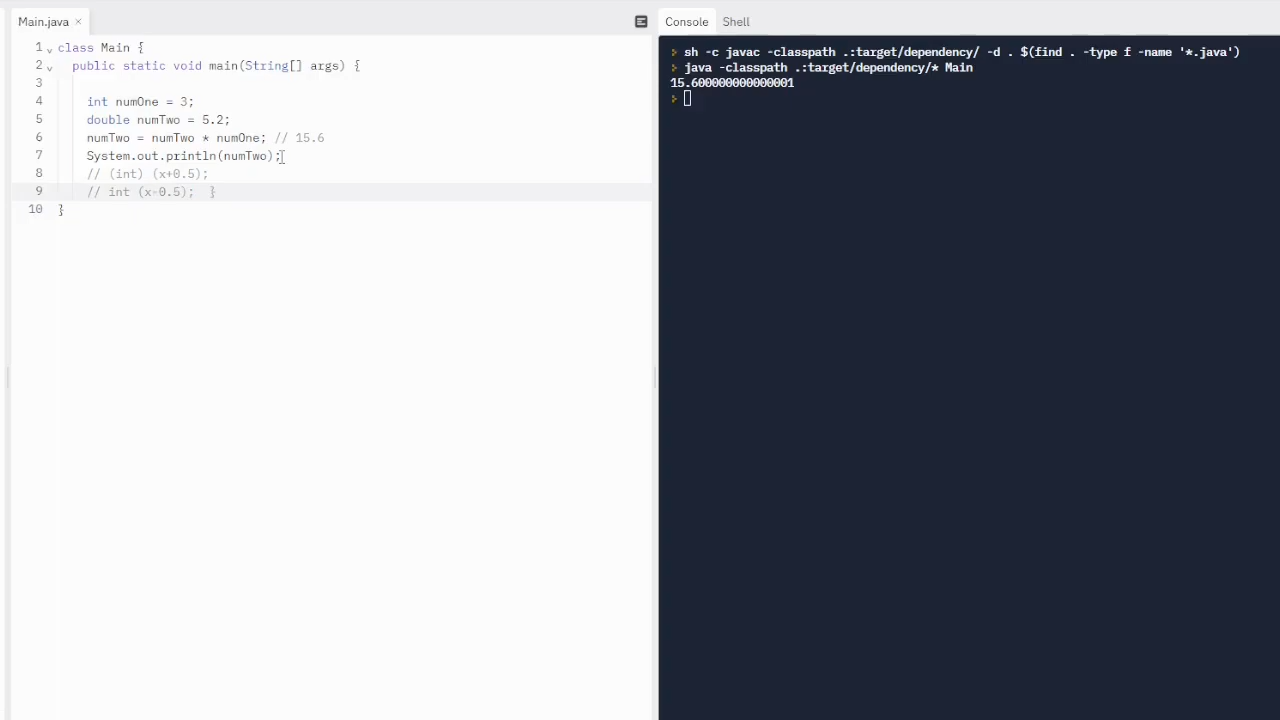 Main.java ×
Console Shell
1 class Main {
2 public static void main(String[] args) {
3
4 int numOne = 3;
5 double numTwo = 5.2;
6 numTwo = numTwo * numOne; // 15.6
7 System.out.println(numTwo);
8 // (int) (x+0.5);
9 // int (x-0.5);  }
10 }
sh -c javac -classpath .:target/dependency/ -d . $(find . -type f -name '*.java')
java -classpath .:target/dependency/* Main
15.600000000000001